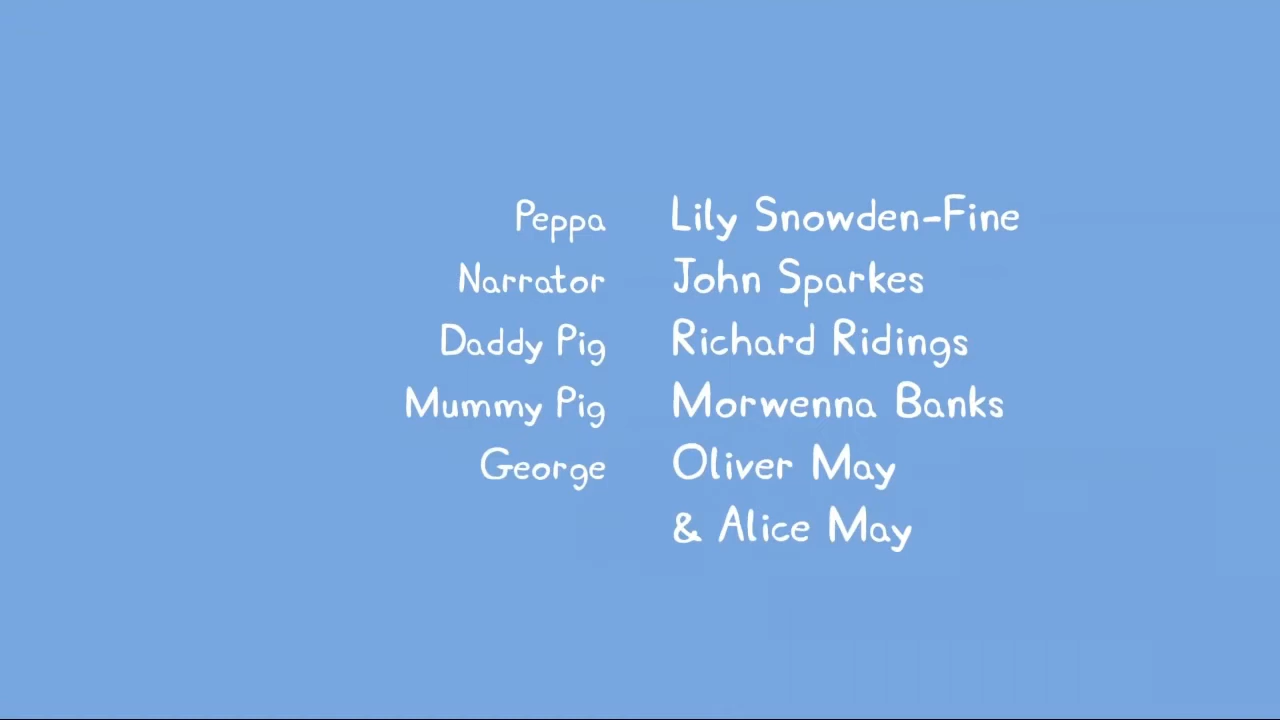 Peppa Lily Snowden-Fine
Narrator John Sparkes
Daddy Pig Richard Ridings
Mummy Pig Morwenna Banks
George Oliver May
& Alice May